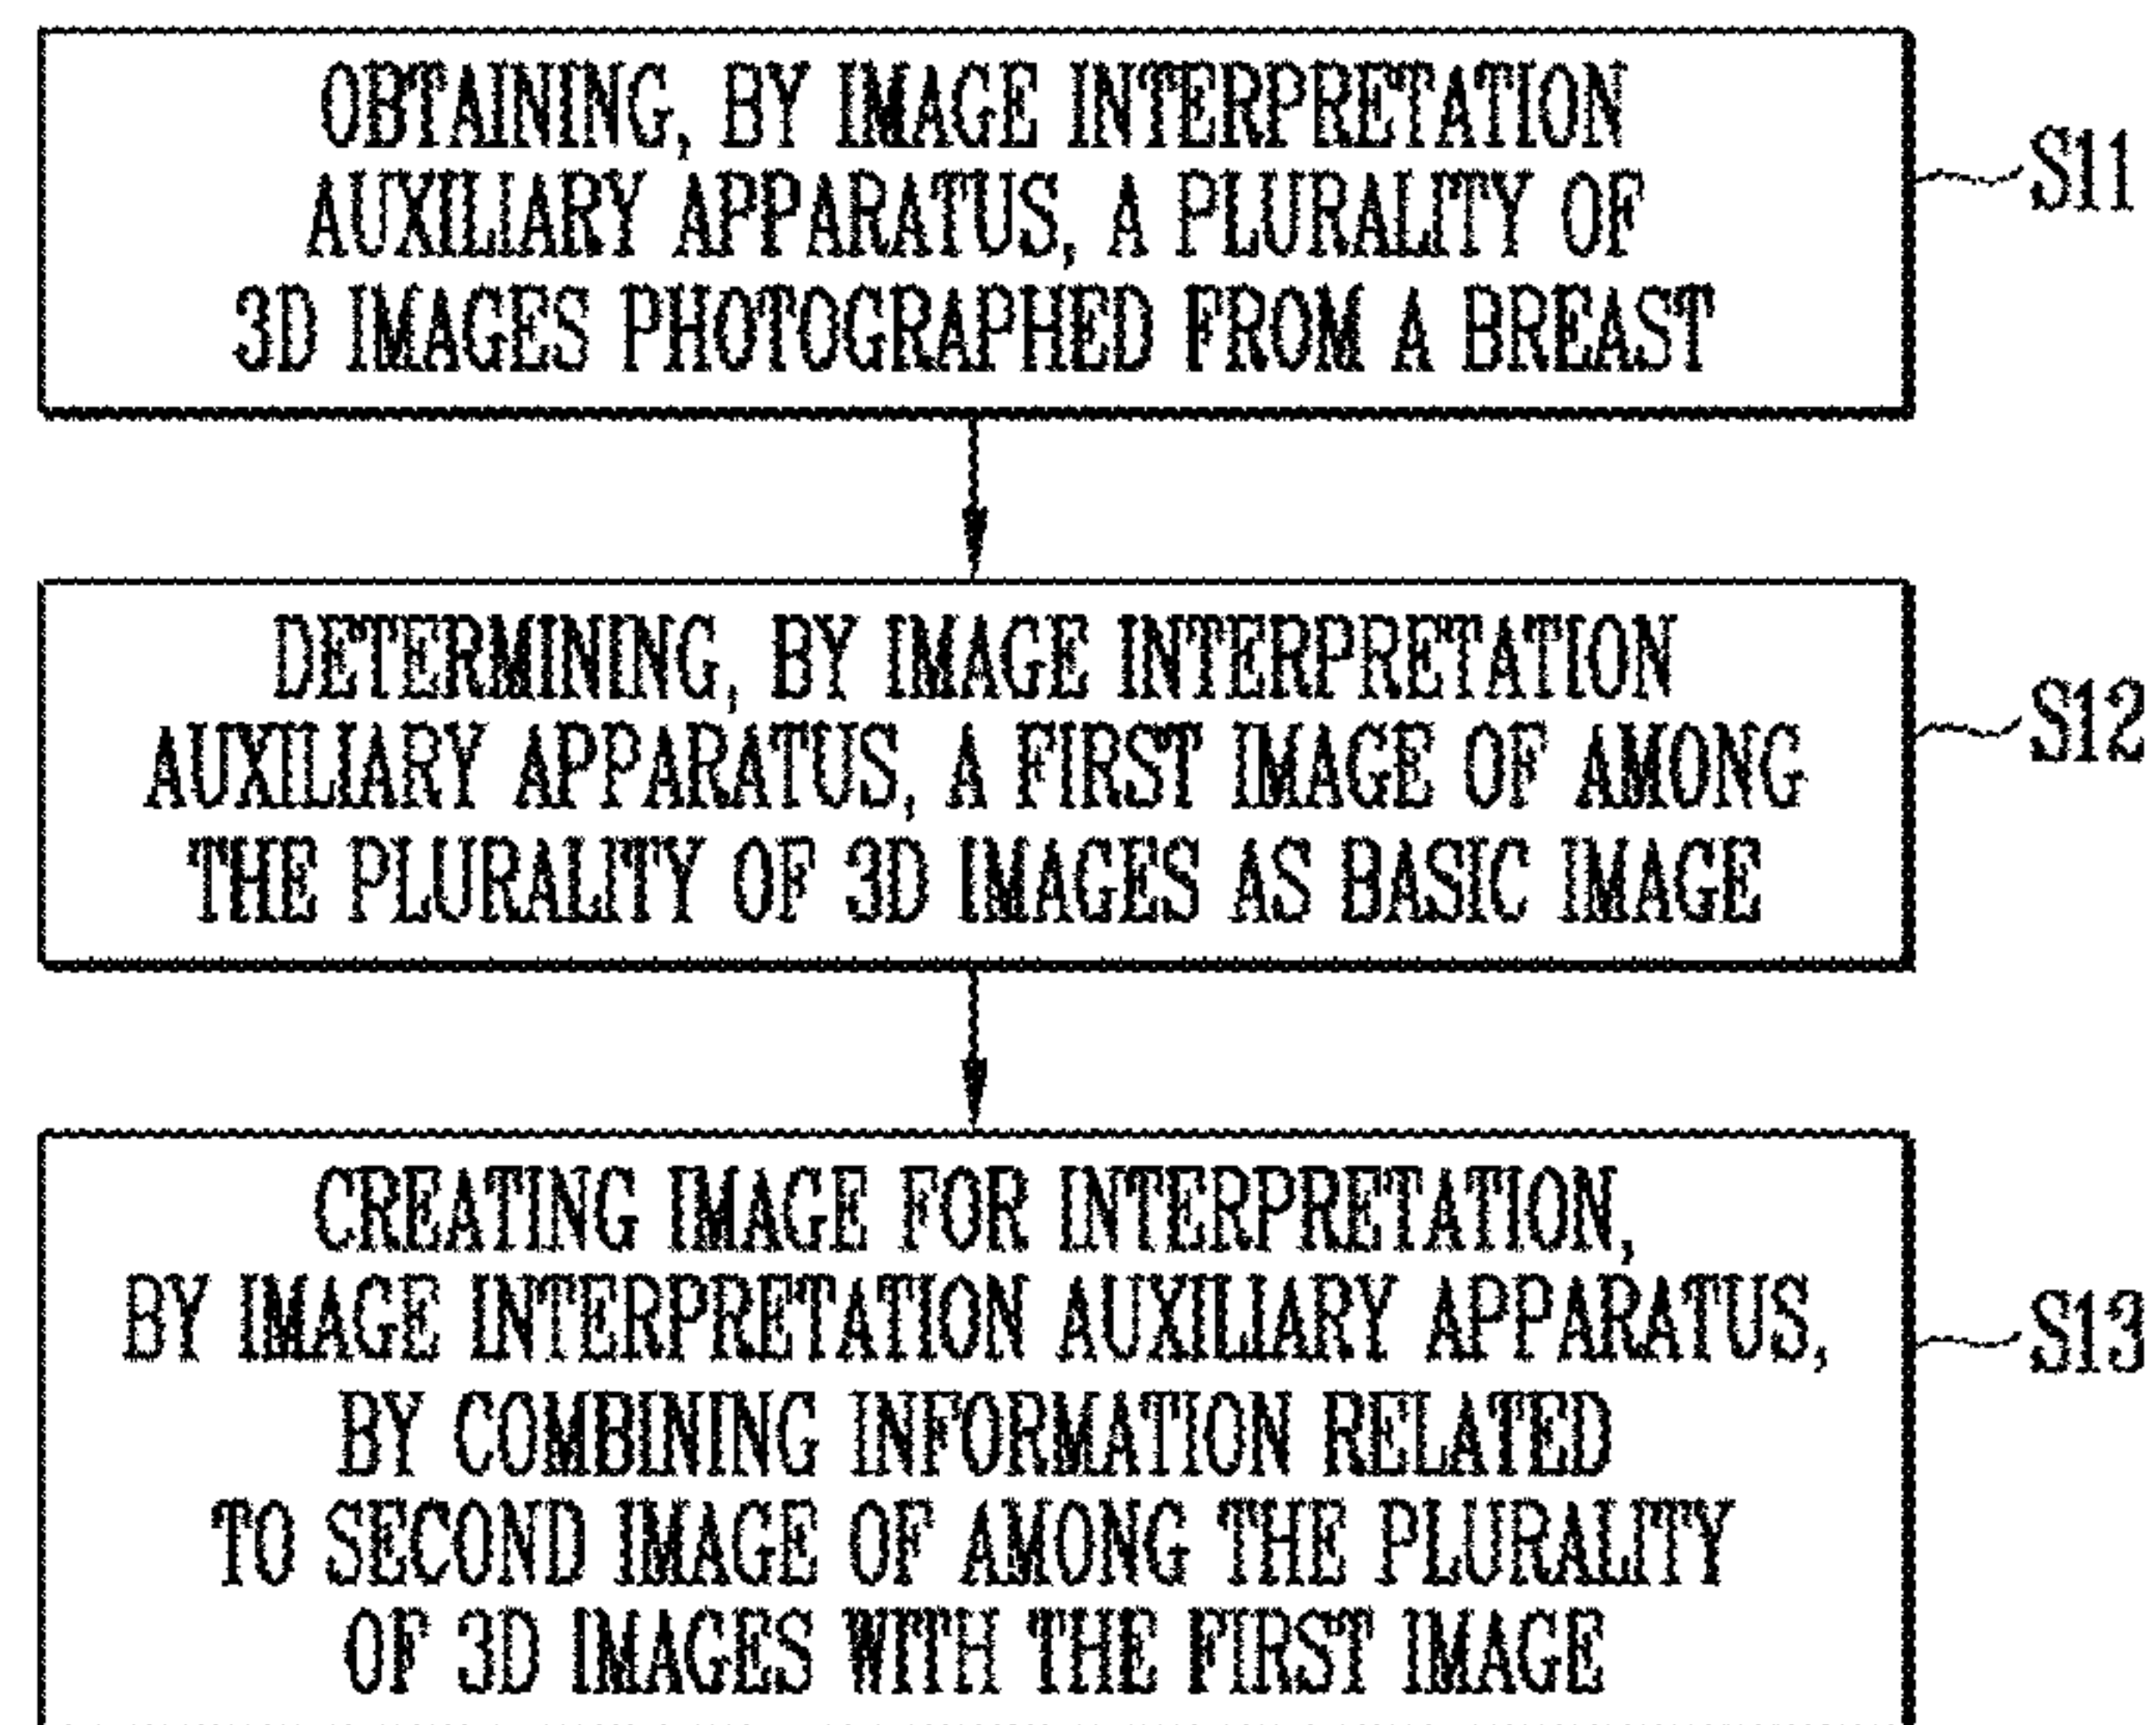 OBTAINING, BY IMAGE INTERPRETATION
AUXILIARY APPARATUS, A PLURALITY OF
3D IMAGES PHOTOGRAPHED FROM A BREAST
S11
DETERMINING, BY IMAGE INTERPRETATION
AUXILIARY APPARATUS, A FIRST IMAGE OF AMONG
THE PLURALITY OF 3D IMAGES AS BASIC IMAGE
S12
CREATING IMAGE FOR INTERPRETATION,
BY IMAGE INTERPRETATION AUXILIARY APPARATUS,
BY COMBINING INFORMATION RELATED
TO SECOND IMAGE OF AMONG THE PLURALITY
OF 3D IMAGES WITH THE FIRST IMAGE
S13